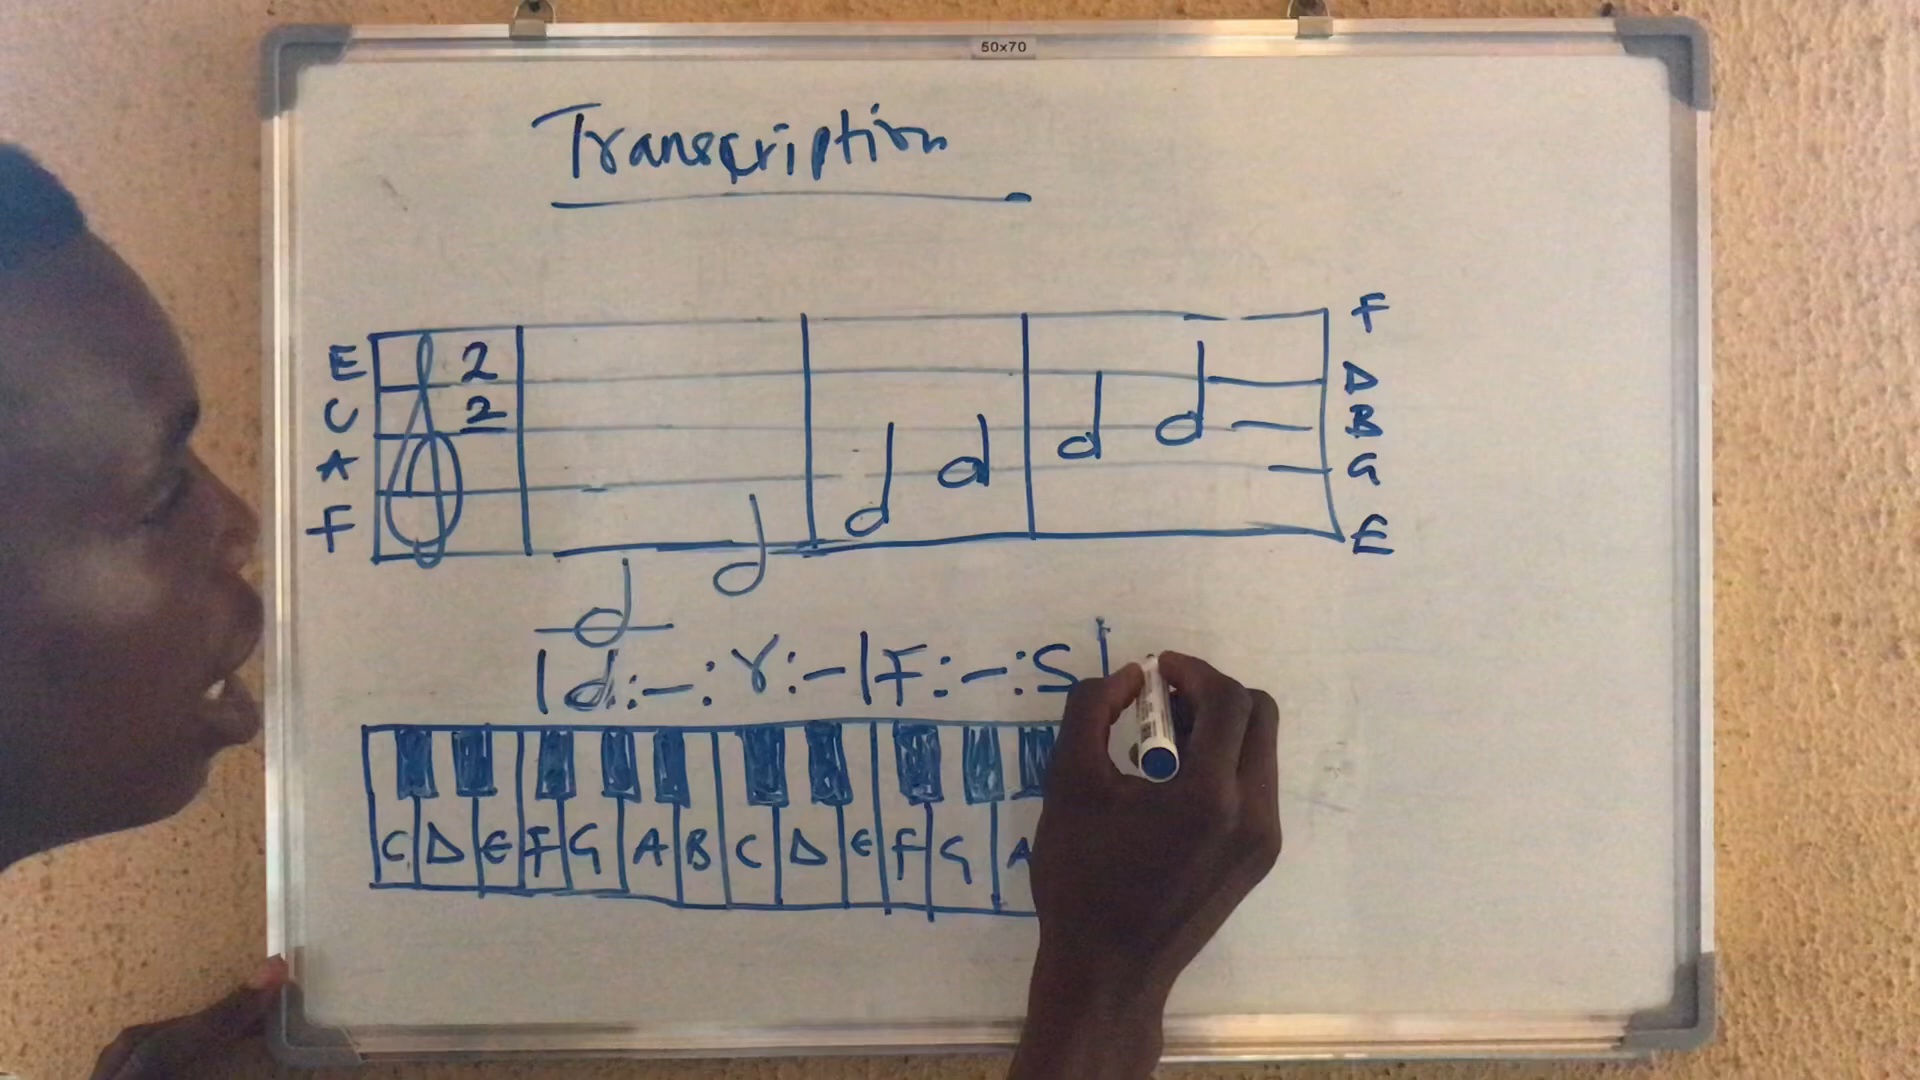 50x70
Transcription
F
E 2 D
C 2 B
A G
F E
| d:-:r:-|F:-:S |
C D E F G A B C D E F G A